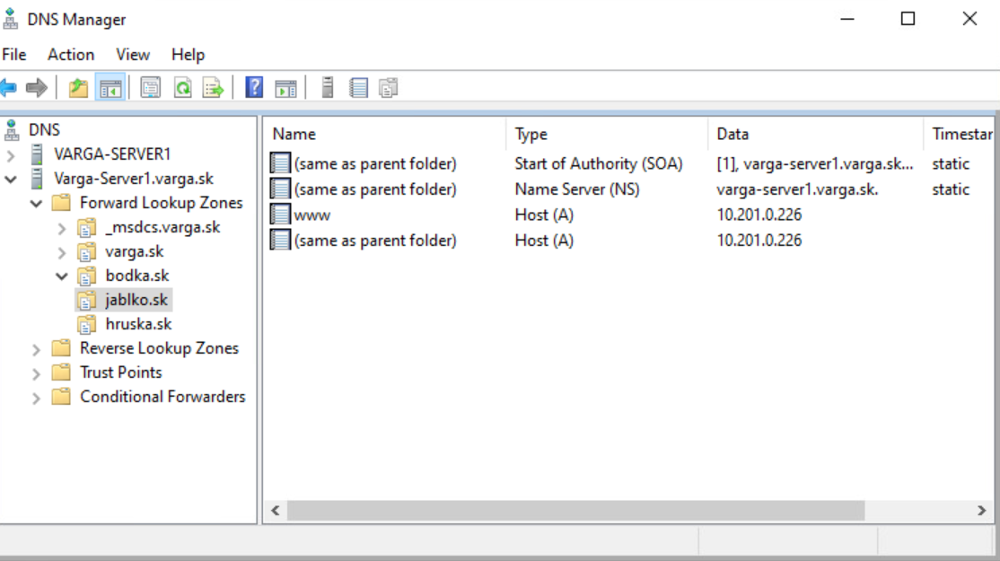 DNS Manager
File Action View Help
DNS
VARGA-SERVER1
Varga-Server1.varga.sk
Forward Lookup Zones
_msdcs.varga.sk
varga.sk
bodka.sk
jablko.sk
hruska.sk
Reverse Lookup Zones
Trust Points
Conditional Forwarders
Name Type Data Timestar
(same as parent folder) Start of Authority (SOA) [1], varga-server1.varga.sk... static
(same as parent folder) Name Server (NS) varga-server1.varga.sk. static
www Host (A) 10.201.0.226
(same as parent folder) Host (A) 10.201.0.226